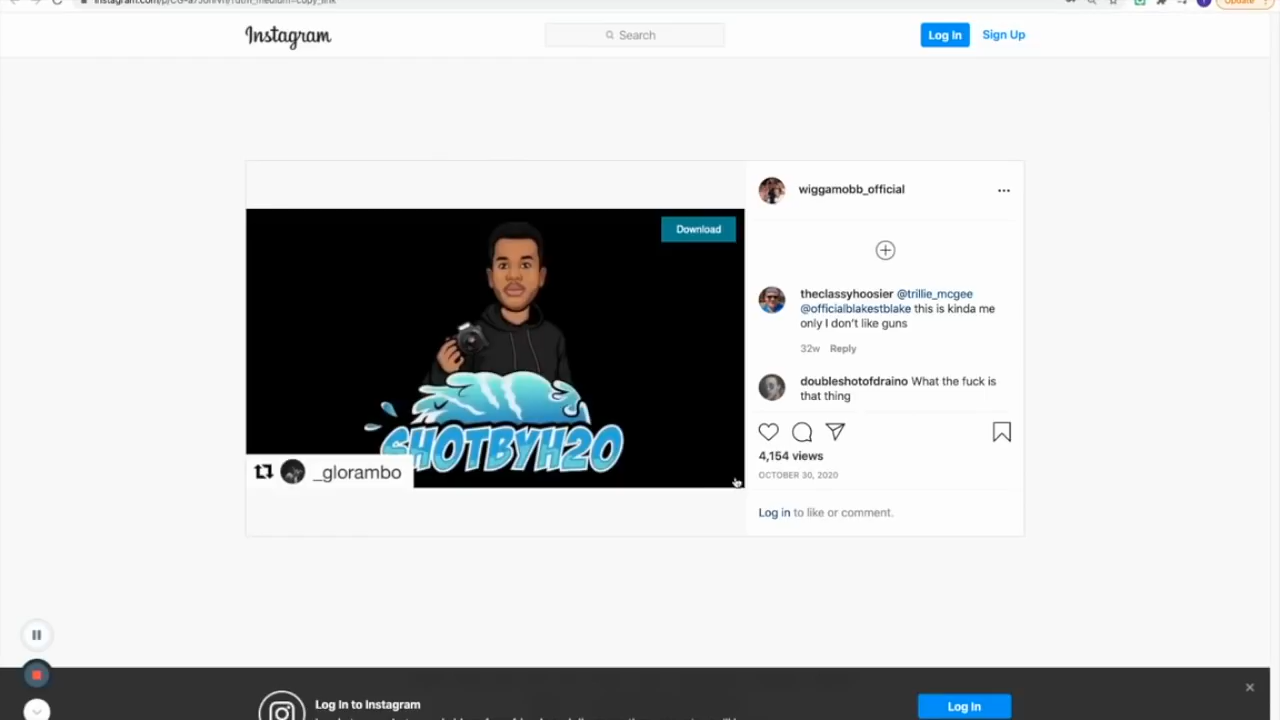 Update
Instagram
Search
Log In
Sign Up
Download
wiggamobb_official
theclassyhoosier @trillie_mcgee
@officialblakestblake this is kinda me
only I don't like guns
32w Reply
doubleshotofdraino What the fuck is
that thing
SHOTBYH20
_glorambo
4,154 views
OCTOBER 30, 2020
Log in to like or comment.
Log In to Instagram
Log In